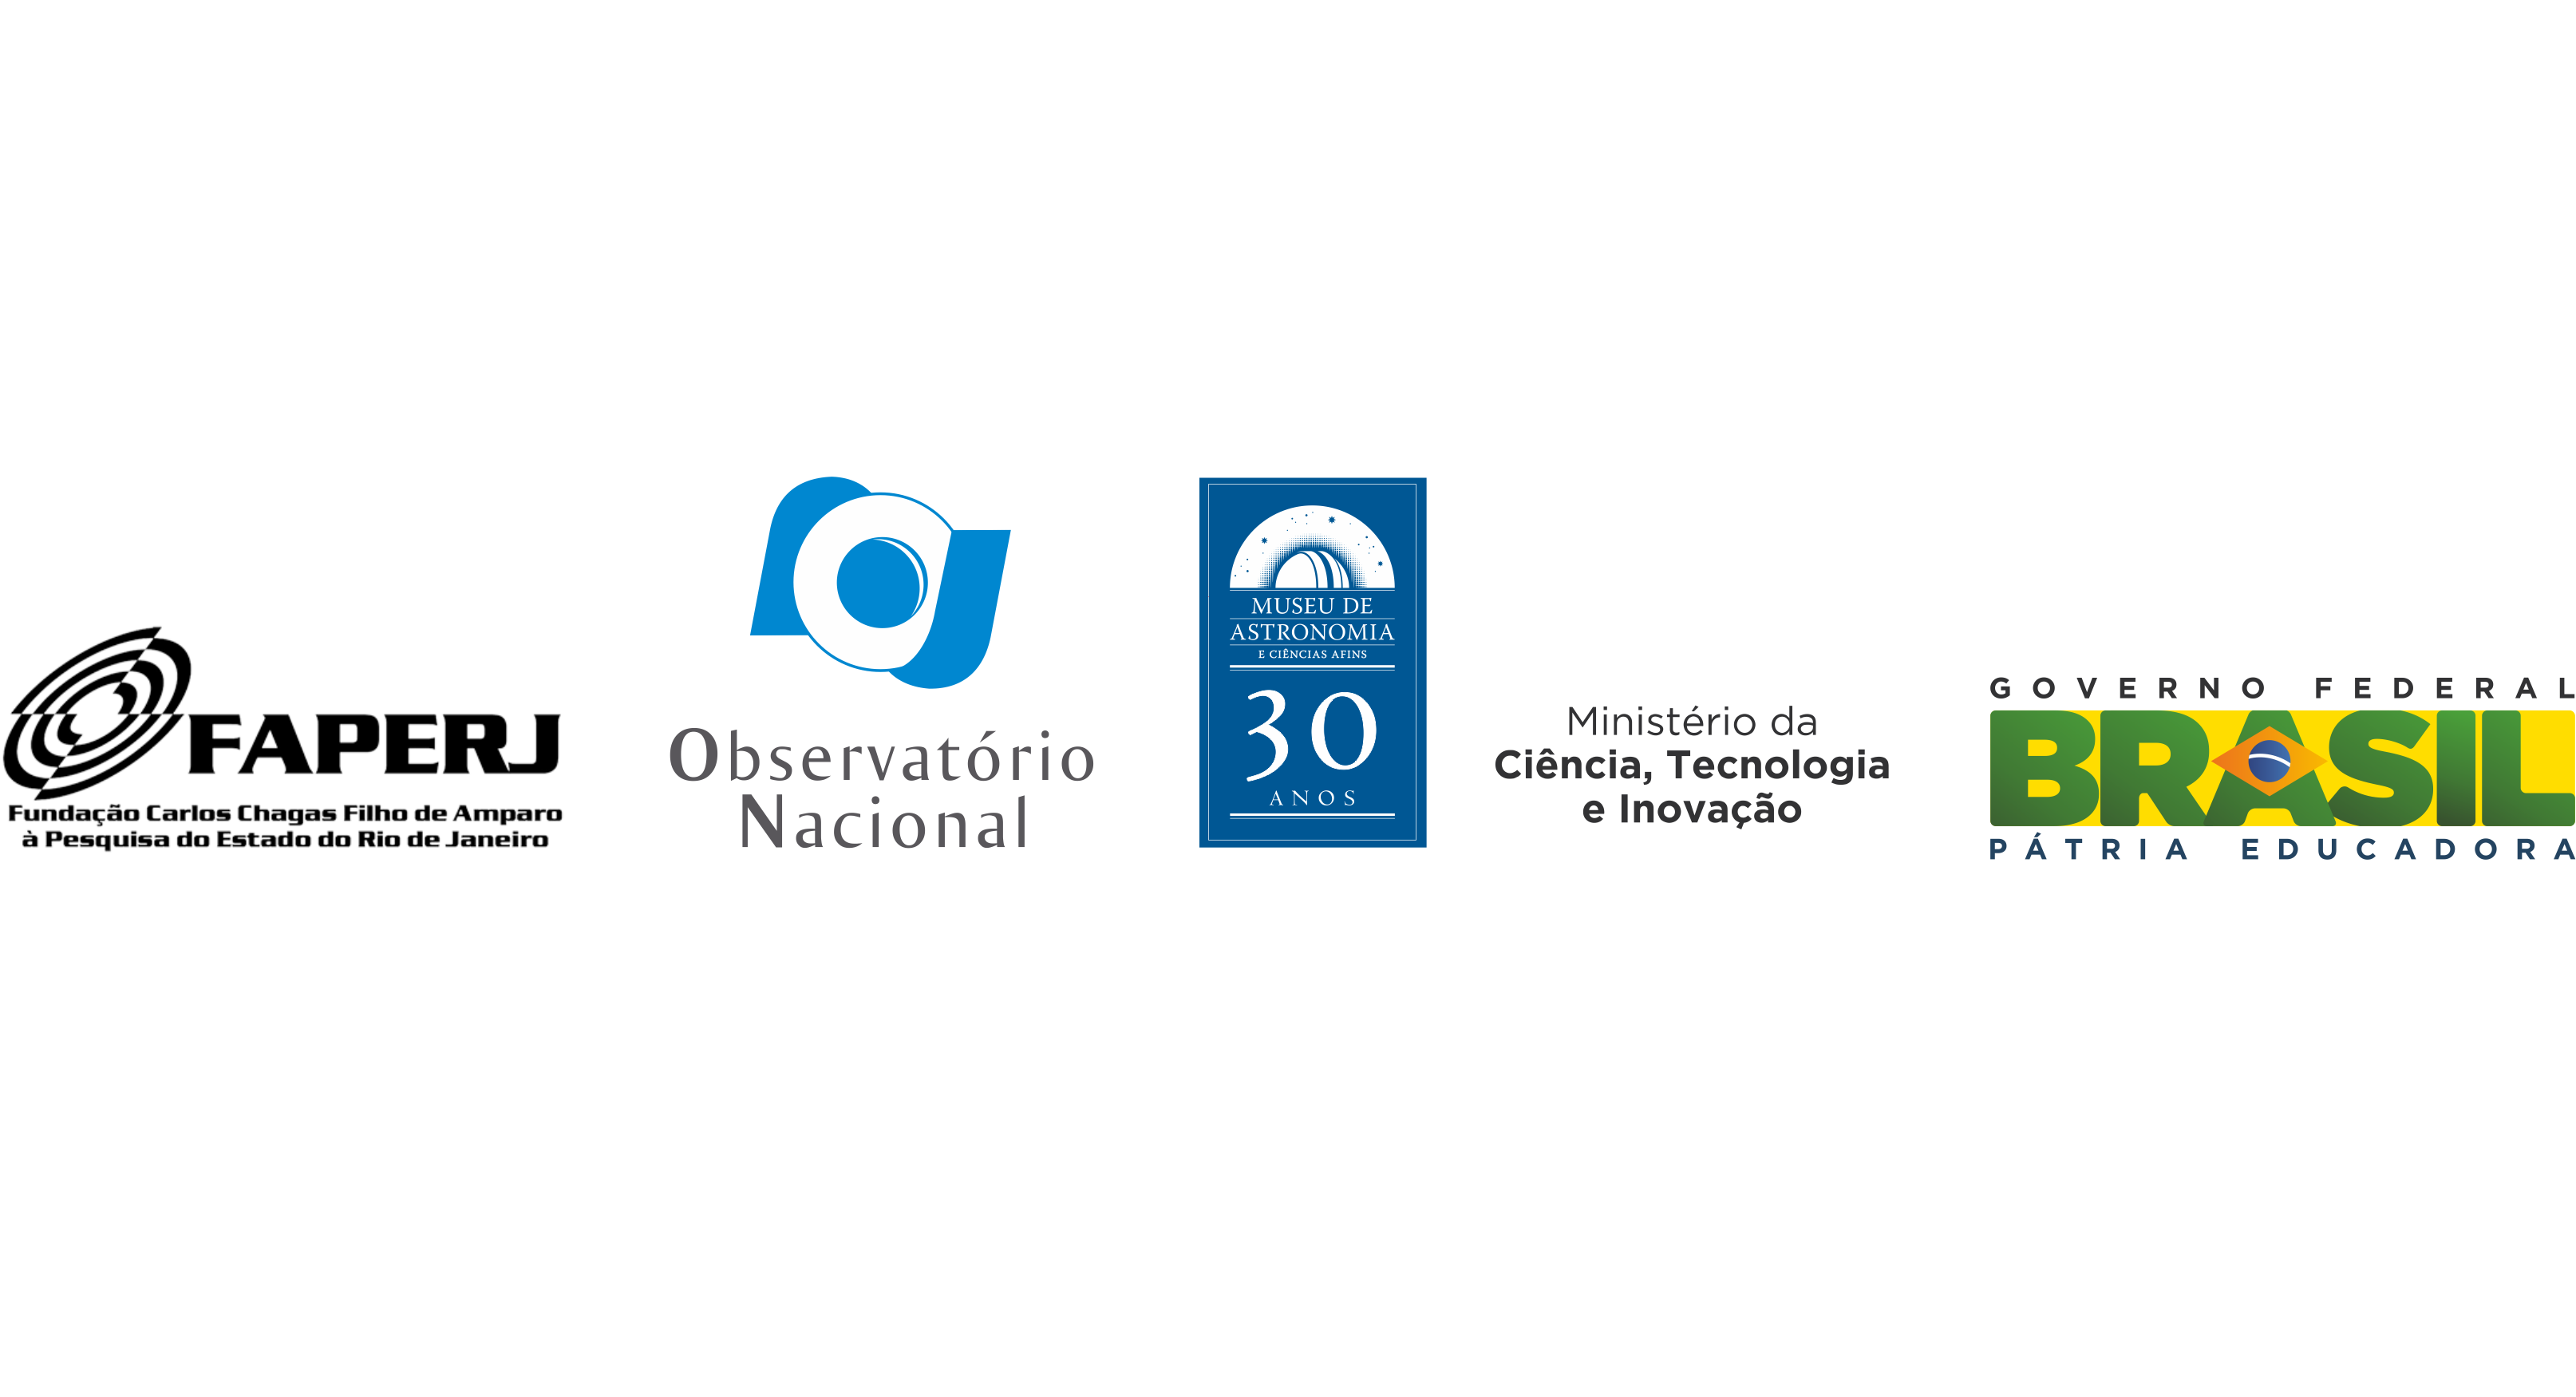 FAPERJ
Fundação Carlos Chagas Filho de Amparo
à Pesquisa do Estado do Rio de Janeiro
Observatório
Nacional
MUSEU DE
ASTRONOMIA
E CIÊNCIAS AFINS
30
ANOS
Ministério da
Ciência, Tecnologia
e Inovação
GOVERNO FEDERAL
BRASIL
PÁTRIA EDUCADORA